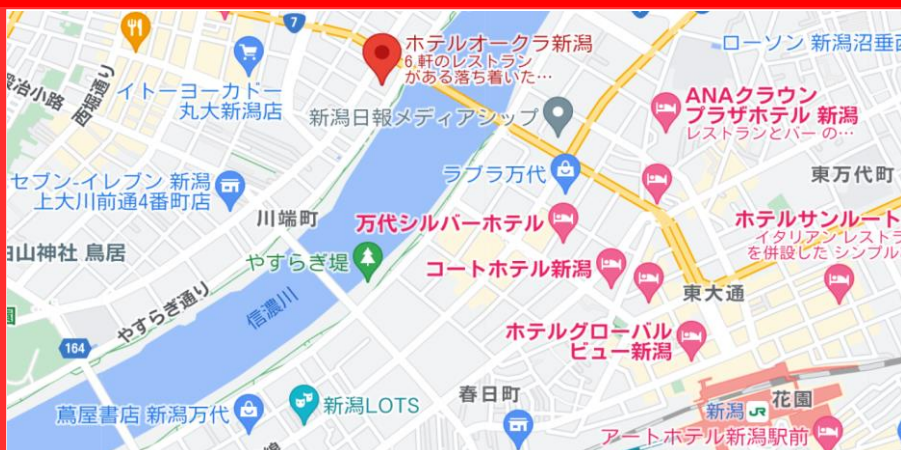 7
ホテルオークラ新潟
6 軒のレストラン
がある落ち着いた…
ローソン 新潟沼垂
イトーヨーカドー
丸大新潟店
鍛冶小路
西堀通り
新潟日報メディアシップ
ANAクラウン
プラザホテル 新潟
レストランとバー の…
ラブラ万代
東万代町
セブン-イレブン 新潟
上大川前通4番町店
川端町
万代シルバーホテル
ホテルサンルート
イタリアン レストラ
を併設した シンプル
白山神社 鳥居
やすらぎ堤
コートホテル新潟
東大通
やすらぎ通り
信濃川
園
164
ホテルグローバル
ビュー新潟
春日町
花園
新潟 JR
蔦屋書店 新潟万代
新潟LOTS
線
アートホテル新潟駅前